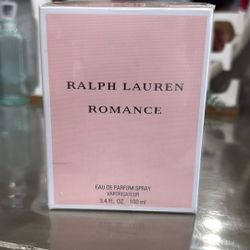 RALPH LAUREN
ROMANCE
EAU DE PARFUM SPRAY
VAPORISATEUR
3.4 FL. OZ. 100 ml